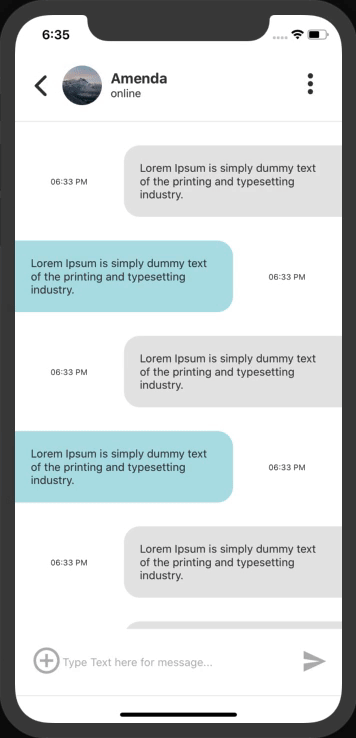 6:35
Amenda
online
Lorem Ipsum is simply dummy text
06:33 PM
of the printing and typesetting
industry.
Lorem Ipsum is simply dummy text
of the printing and typesetting
06:33 PM
industry.
Lorem Ipsum is simply dummy text
06:33 PM
of the printing and typesetting
industry.
Lorem Ipsum is simply dummy text
of the printing and typesetting
06:33 PM
industry.
Lorem Ipsum is simply dummy text
06:33 PM
of the printing and typesetting
industry.
Type Text here for message...